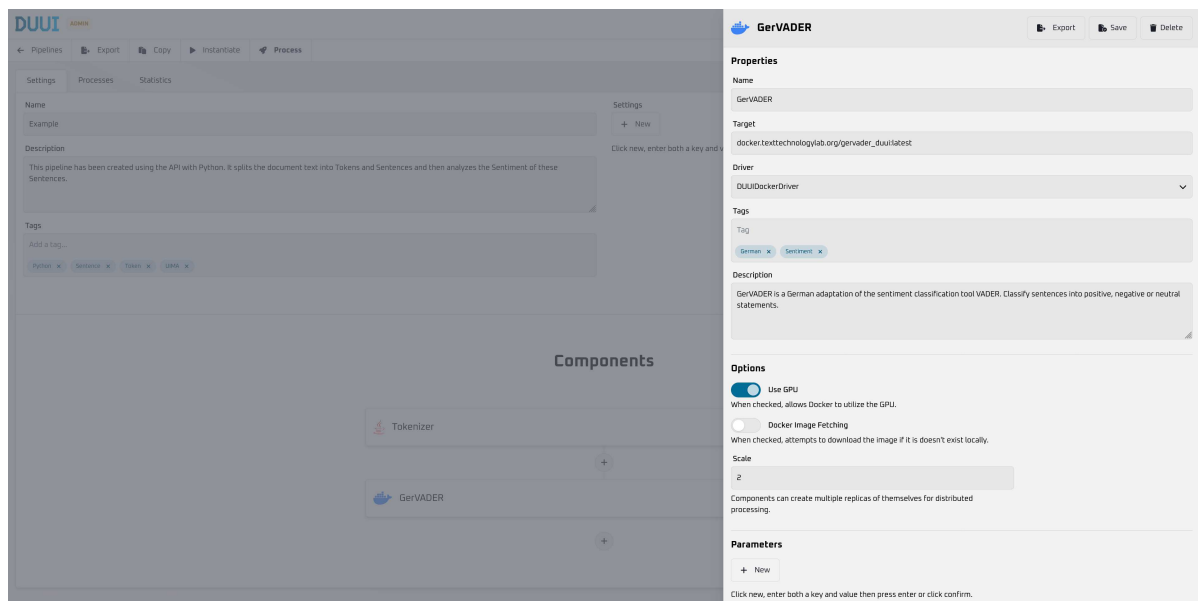 DUUI ADMIN
← Pipelines Export Copy Instantiate Process
Settings Processes Statistics
Name
Example
Description
This pipeline has been created using the API with Python. It splits the document text into Tokens and Sentences and then analyzes the Sentiment of these
Sentences.
Tags
Add a tag...
Python × Sentence × Token × UIMA ×
Settings
+ New
Click new, enter both a key and v
Components
Tokenizer
+
GerVADER
+
GerVADER
Export Save Delete
Properties
Name
GerVADER
Target
docker.texttechnologylab.org/gervader_duui:latest
Driver
DUUIDockerDriver
Tags
Tag
German × Sentiment ×
Description
GerVADER is a German adaptation of the sentiment classification tool VADER. Classify sentences into positive, negative or neutral
statements.
Options
Use GPU
When checked, allows Docker to utilize the GPU.
Docker Image Fetching
When checked, attempts to download the image if it is doesn't exist locally.
Scale
2
Components can create multiple replicas of themselves for distributed
processing.
Parameters
+ New
Click new, enter both a key and value then press enter or click confirm.